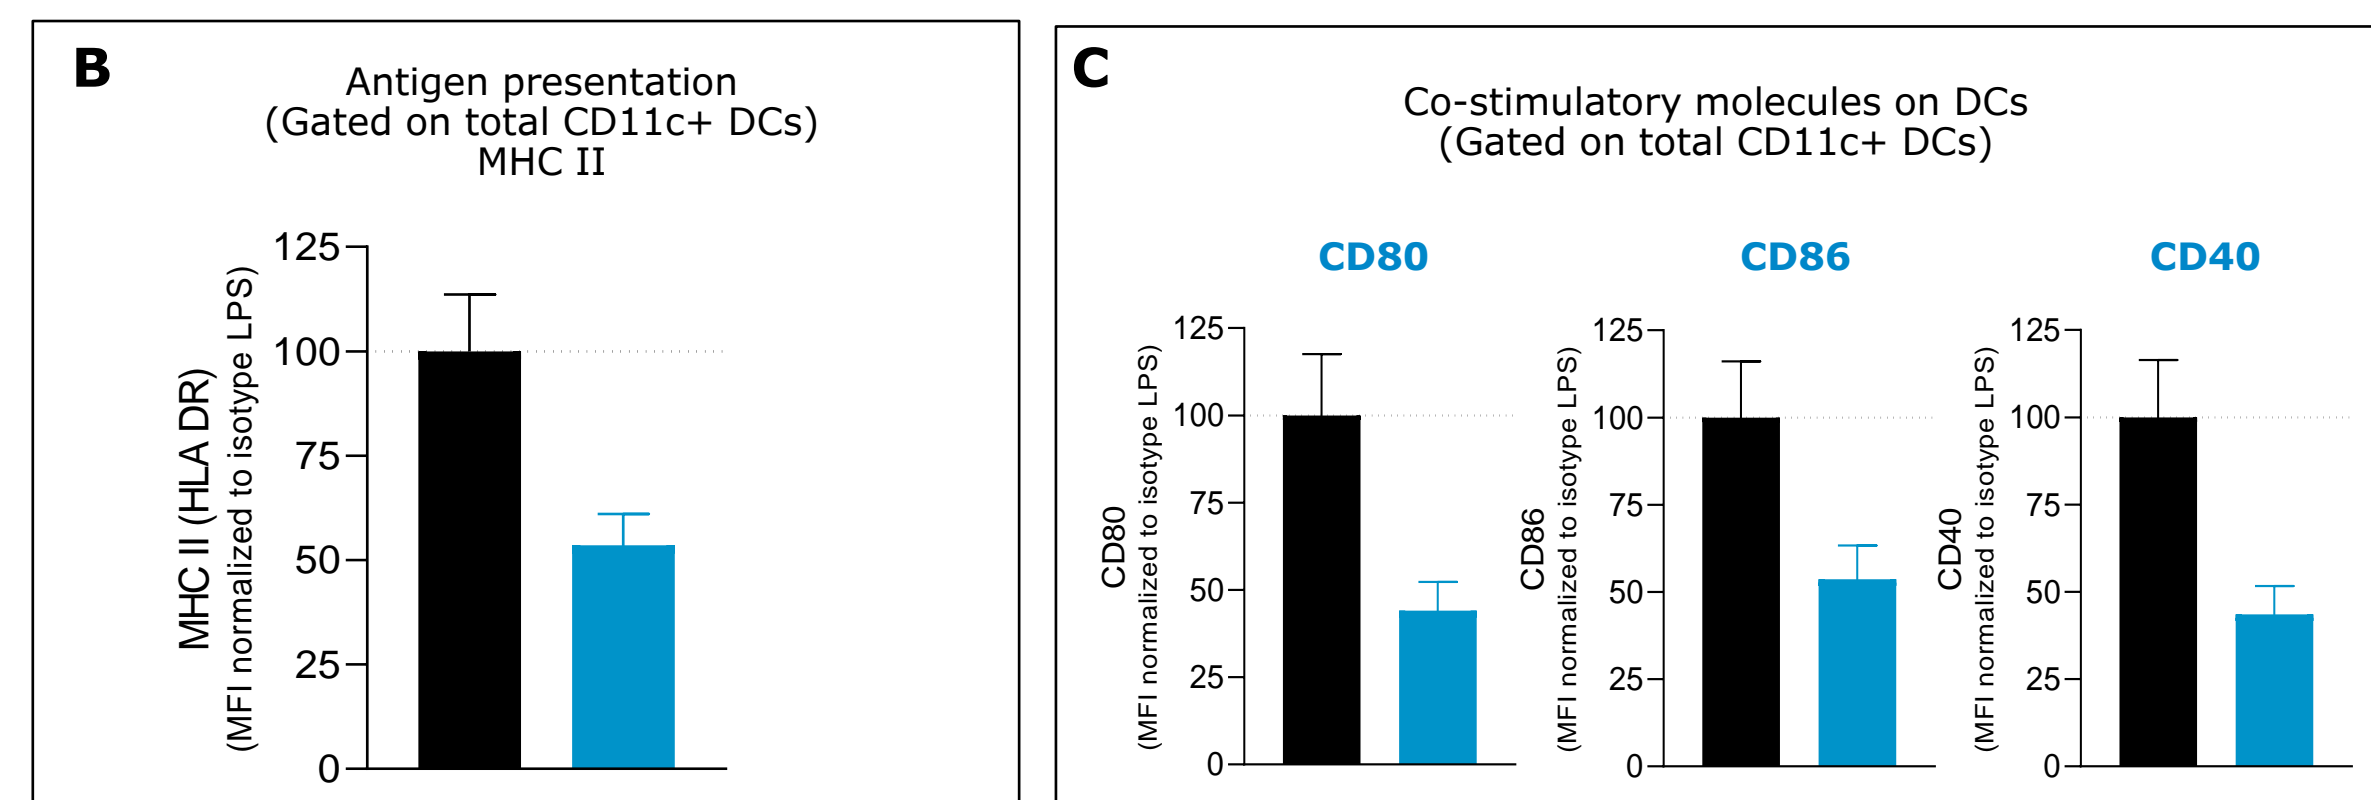 B
Antigen presentation
(Gated on total CD11c+ DCs)
MHC II
MHC II (HLA DR)
(MFI normalized to isotype LPS)
125
100
75
50
25
0
C
Co-stimulatory molecules on DCs
(Gated on total CD11c+ DCs)
CD80
CD80
(MFI normalized to isotype LPS)
125
100
75
50
25
0
CD86
CD86
(MFI normalized to isotype LPS)
125
100
75
50
25
0
CD40
CD40
(MFI normalized to isotype LPS)
125
100
75
50
25
0